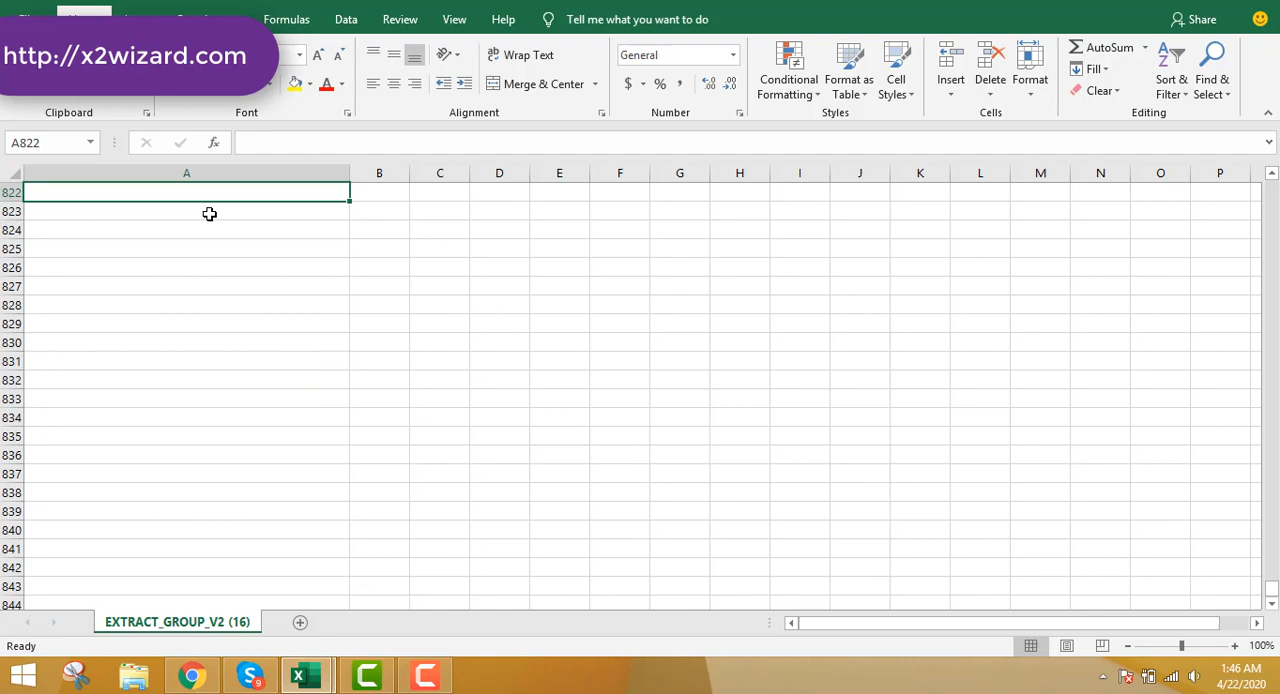 Formulas Data Review View Help Tell me what you want to do Share
http://x2wizard.com
Wrap Text General AutoSum
Fill
Merge & Center $ % , Clear
Conditional Formatting Format as Table Cell Styles Insert Delete Format Sort & Filter Find & Select
Clipboard Font Alignment Number Styles Cells Editing
A822 fx
A B C D E F G H I J K L M N O P
822
823
824
825
826
827
828
829
830
831
832
833
834
835
836
837
838
839
840
841
842
843
844
EXTRACT_GROUP_V2 (16)
Ready 100%
1:46 AM
4/22/2020